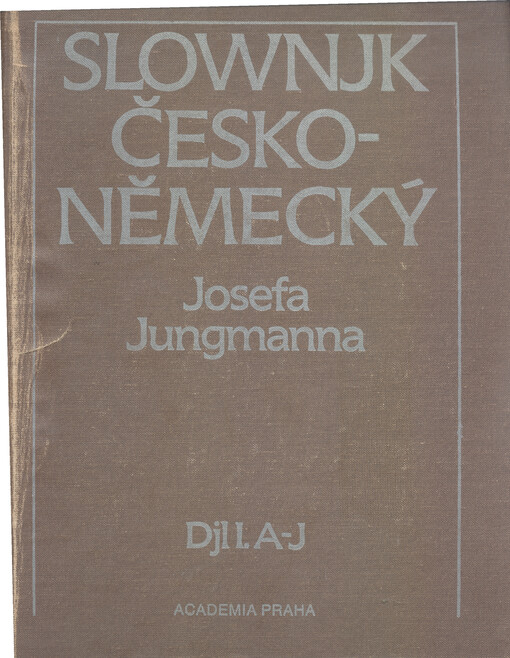 SLOWNJK
ČESKO-
NĚMECKÝ
Josefa
Jungmanna
Djl I. A-J
ACADEMIA PRAHA